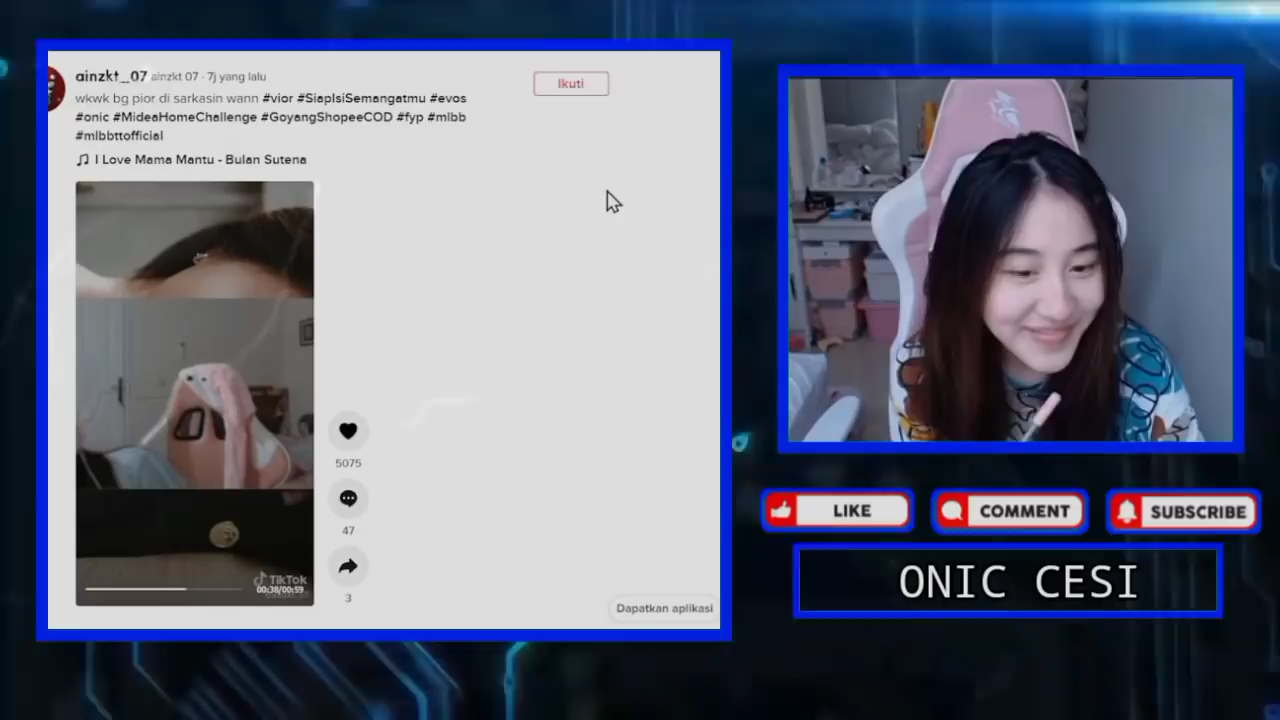 ainzkt_07 ainzkt 07 · 7j yang lalu
Ikuti
wkwk bg pior di sarkasin wann #vior #SiapIsiSemangatmu #evos
#onic #MideaHomeChallenge #GoyangShopeeCOD #fyp #mlbb
#mlbbttofficial
I Love Mama Mantu - Bulan Sutena
5075
47
3
TikTok
00:38/00:59
Dapatkan aplikasi
LIKE
COMMENT
SUBSCRIBE
ONIC CESI